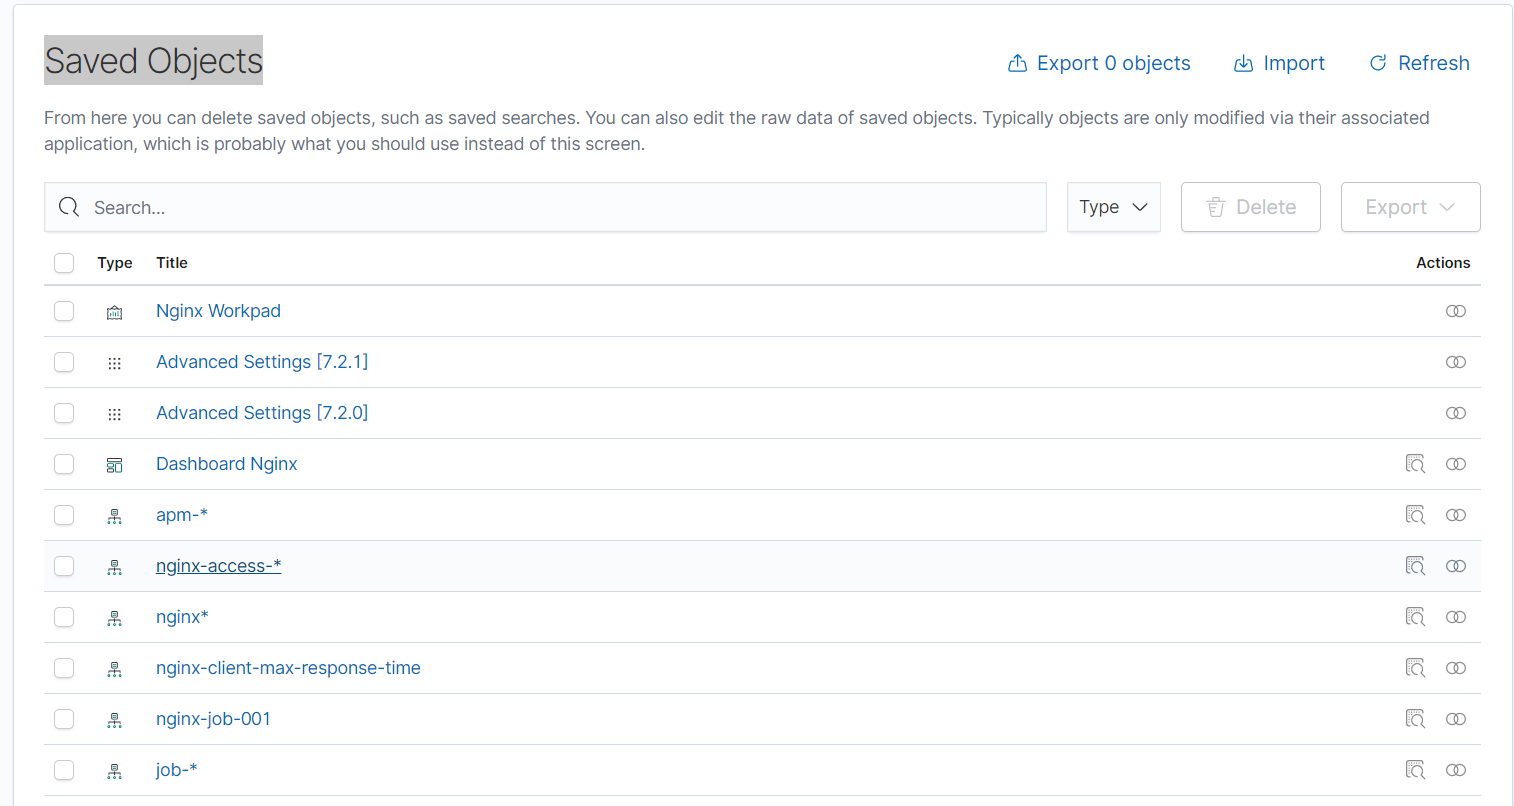 Saved Objects
Export 0 objects
Import
Refresh
From here you can delete saved objects, such as saved searches. You can also edit the raw data of saved objects. Typically objects are only modified via their associated
application, which is probably what you should use instead of this screen.
Search...
Type
Delete
Export
Type Title Actions
Nginx Workpad
Advanced Settings [7.2.1]
Advanced Settings [7.2.0]
Dashboard Nginx
apm-*
nginx-access-*
nginx*
nginx-client-max-response-time
nginx-job-001
job-*